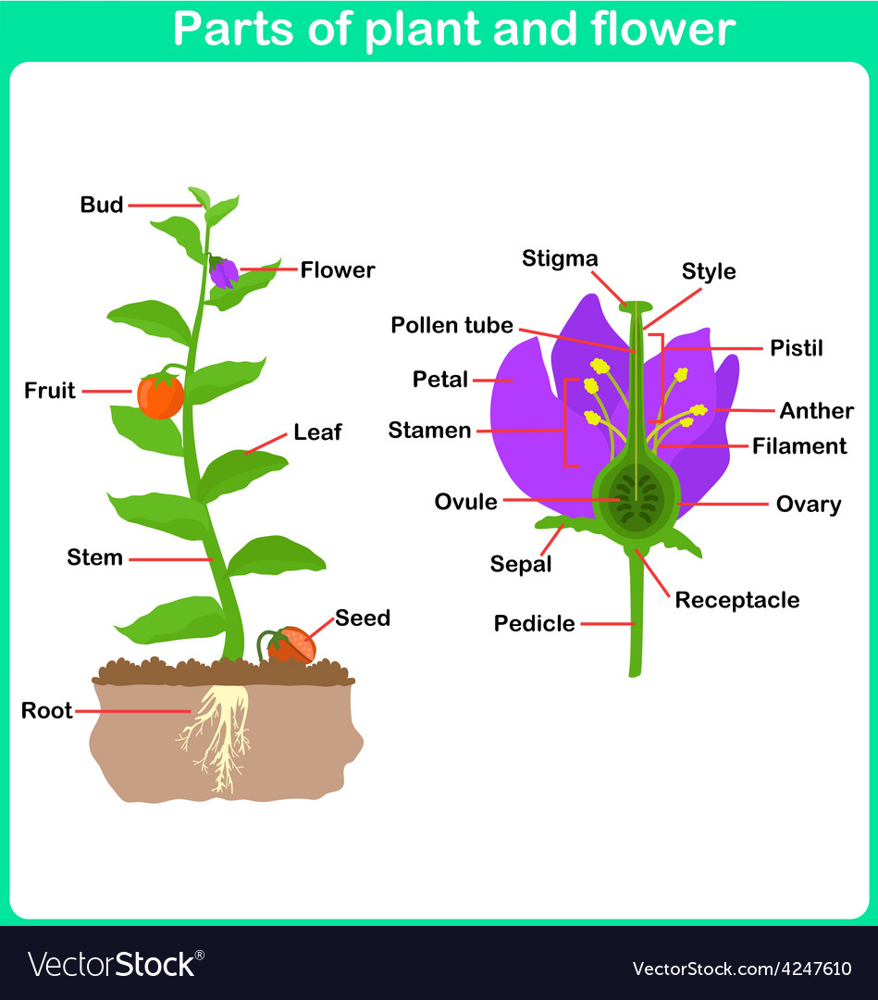 Parts of plant and flower
Bud
Flower
Fruit
Leaf
Stem
Seed
Root
Stigma
Style
Pollen tube
Pistil
Petal
Anther
Stamen
Filament
Ovule
Ovary
Sepal
Receptacle
Pedicle
VectorStock®
VectorStock.com/4247610